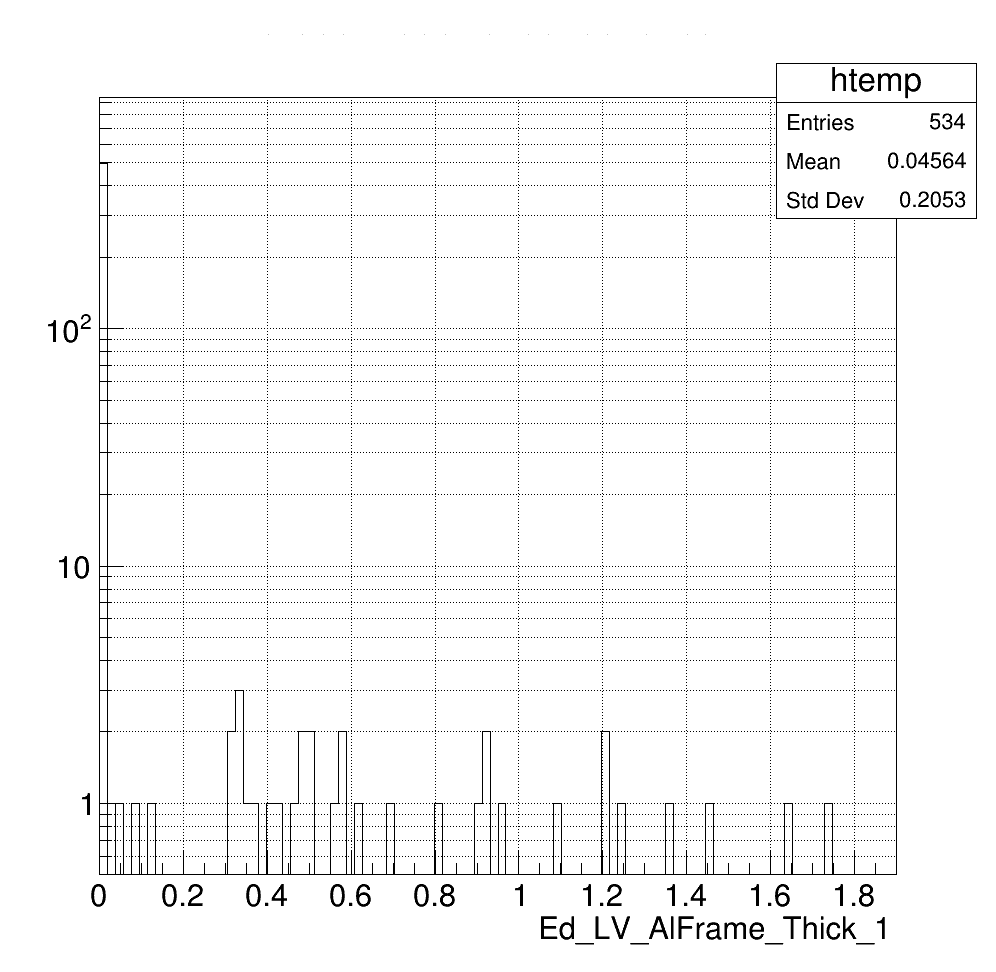 htemp
Entries 534
Mean 0.04564
Std Dev 0.2053
10²
10
1
0 0.2 0.4 0.6 0.8 1 1.2 1.4 1.6 1.8
Ed_LV_AlFrame_Thick_1